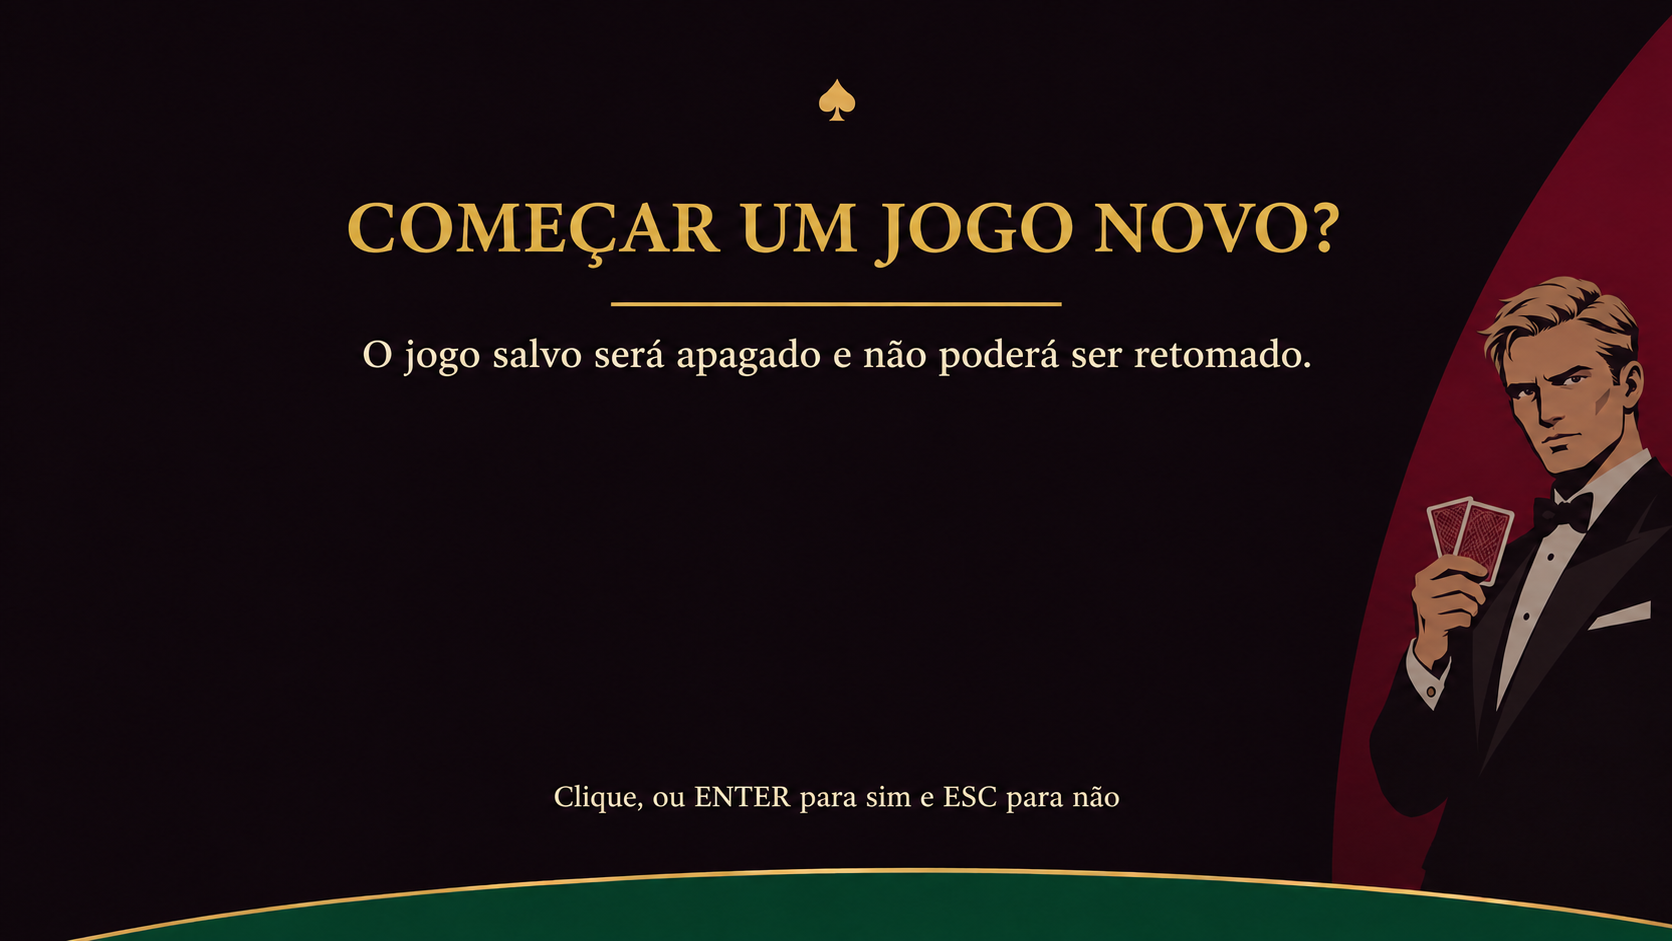 COMEÇAR UM JOGO NOVO?
O jogo salvo será apagado e não poderá ser retomado.
Clique, ou ENTER para sim e ESC para não